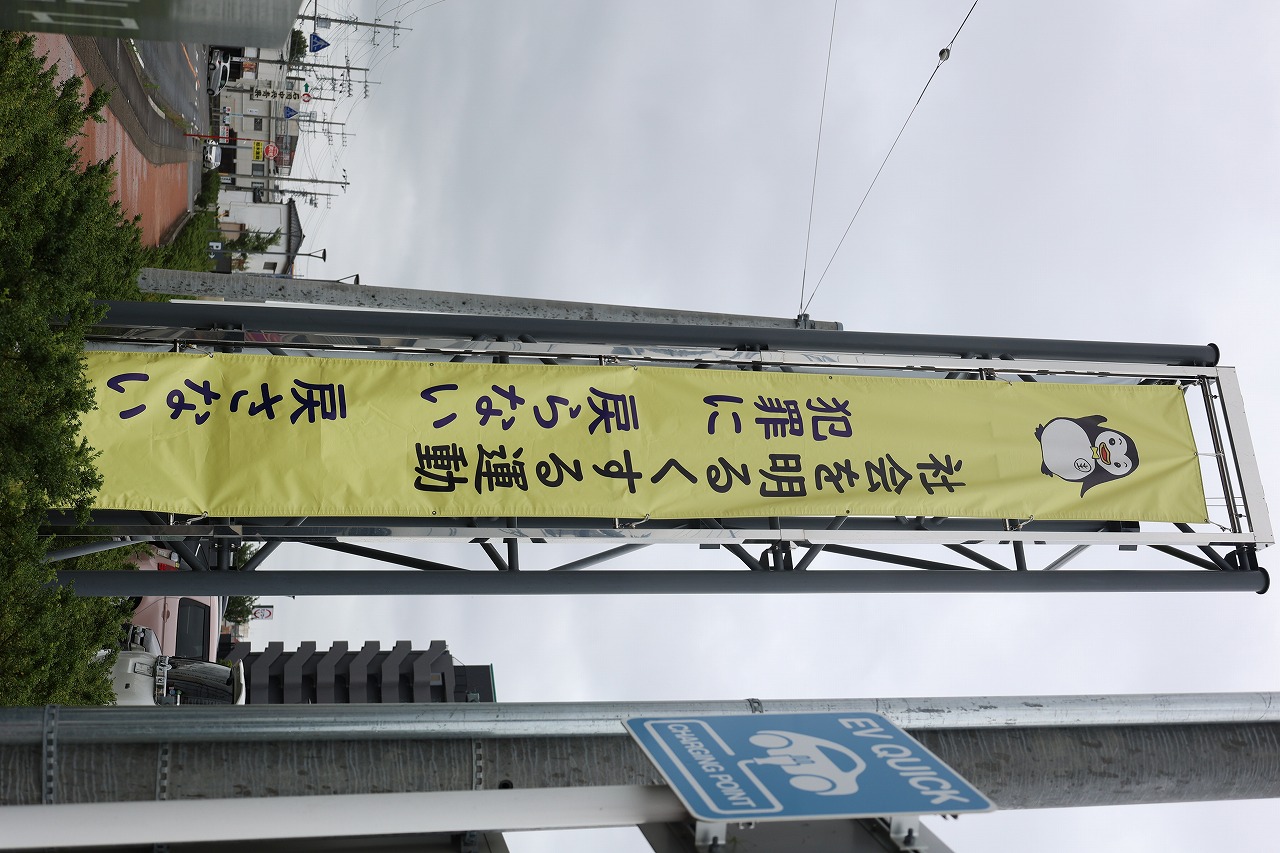 社会を明るくする運動
犯罪に
戻らない
戻さない
EV QUICK
CHARGING POINT